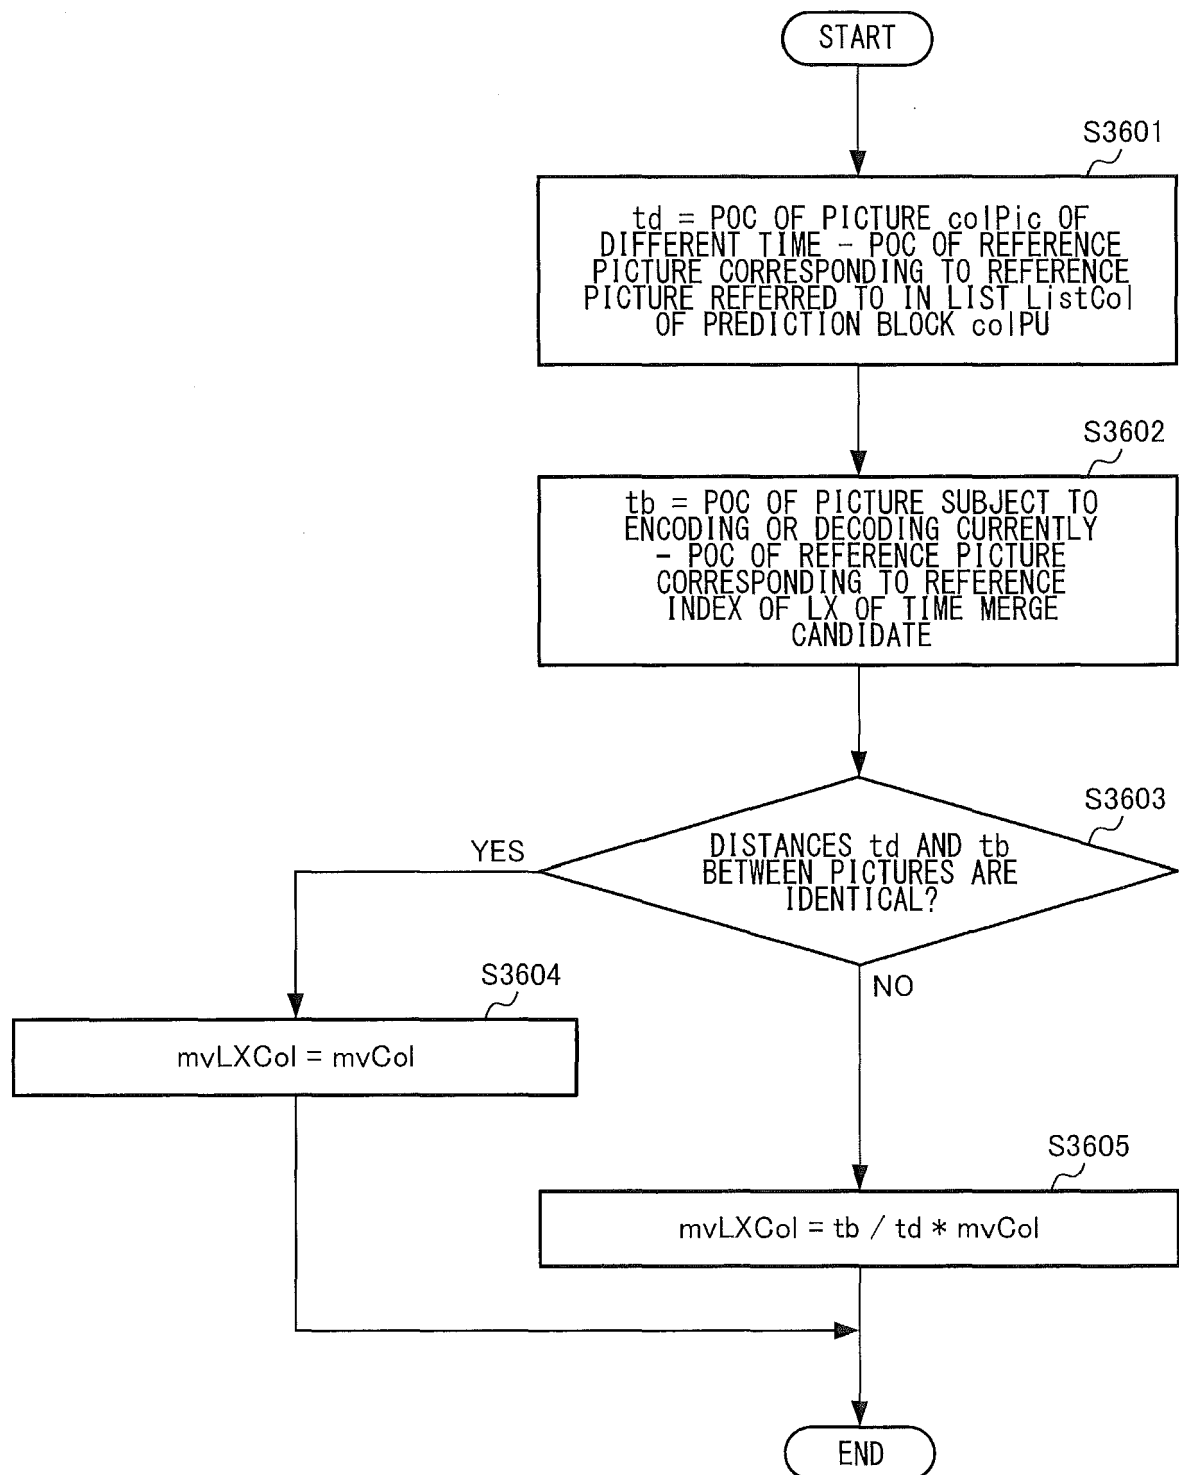 START
S3601
td = POC OF PICTURE colPic OF
DIFFERENT TIME - POC OF REFERENCE
PICTURE CORRESPONDING TO REFERENCE
PICTURE REFERRED TO IN LIST ListCol
OF PREDICTION BLOCK colPU
S3602
tb = POC OF PICTURE SUBJECT TO
ENCODING OR DECODING CURRENTLY
- POC OF REFERENCE PICTURE
CORRESPONDING TO REFERENCE
INDEX OF LX OF TIME MERGE
CANDIDATE
S3603
DISTANCES td AND tb
BETWEEN PICTURES ARE
IDENTICAL?
YES
NO
S3604
mvLXCol = mvCol
S3605
mvLXCol = tb / td * mvCol
END